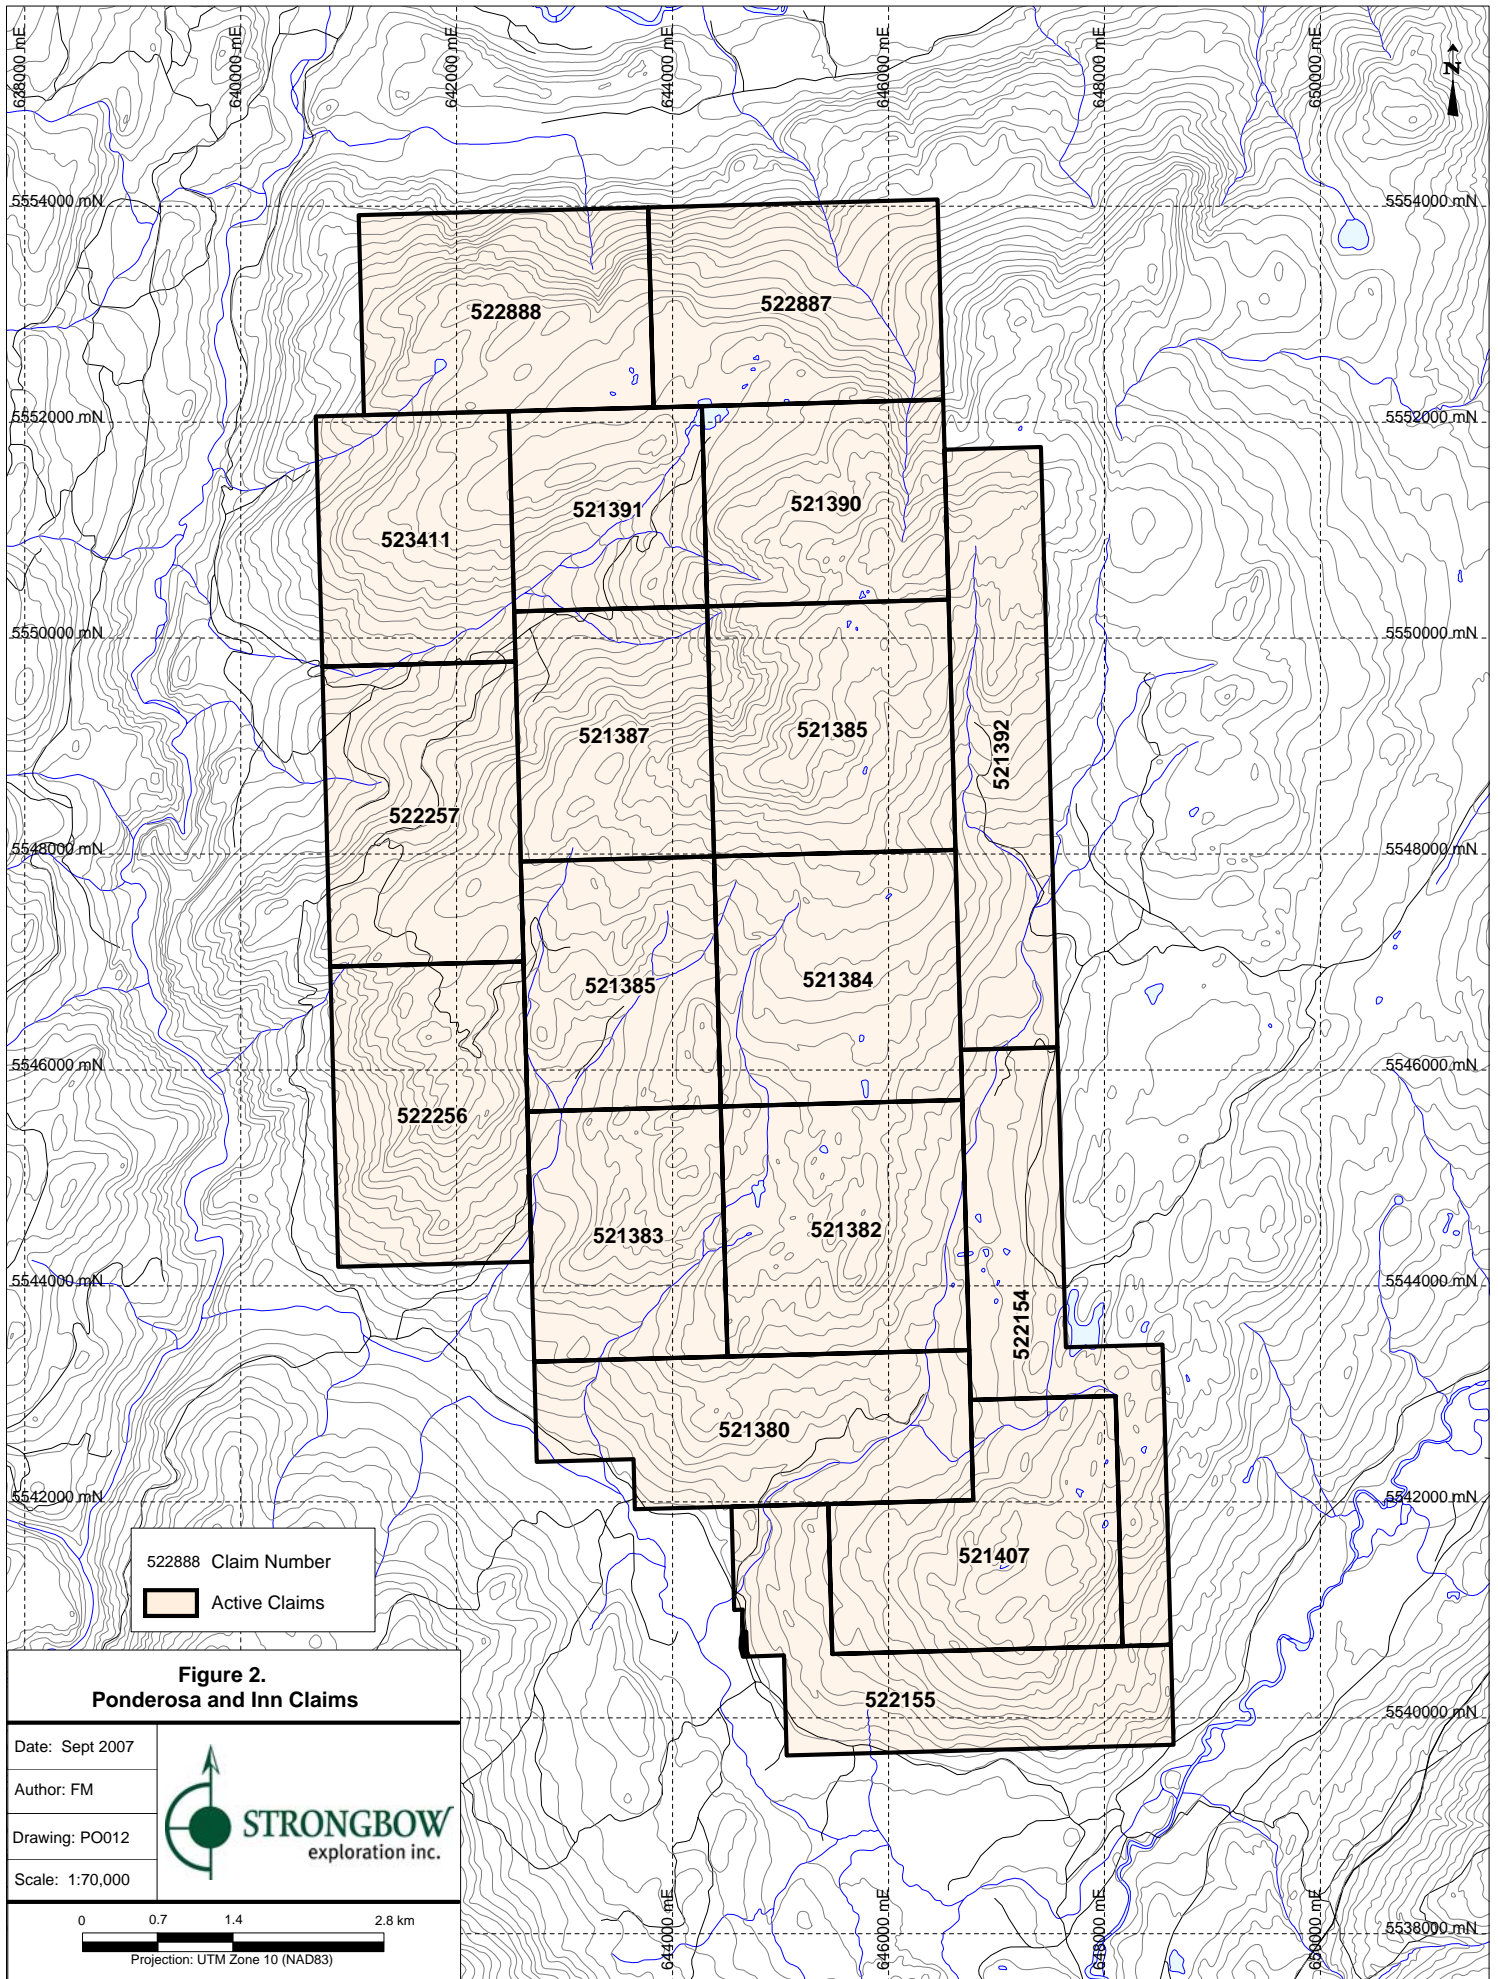 638000 mE
640000 mE
642000 mE
644000 mE
646000 mE
648000 mE
650000 mE
N
5554000 mN
5554000 mN
522888
522887
5552000 mN
5552000 mN
523411
521391
521390
5550000 mN
5550000 mN
521387
521385
521392
522257
5548000 mN
5548000 mN
521385
521384
5546000 mN
5546000 mN
522256
521383
521382
5544000 mN
5544000 mN
522154
521380
5542000 mN
5542000 mN
521407
522155
5540000 mN
5538000 mN
644000 mE
646000 mE
648000 mE
650000 mE
522888 Claim Number
Active Claims
Figure 2.
Ponderosa and Inn Claims
Date: Sept 2007
Author: FM
Drawing: PO012
Scale: 1:70,000
STRONGBOW
exploration inc.
0 0.7 1.4 2.8 km
Projection: UTM Zone 10 (NAD83)